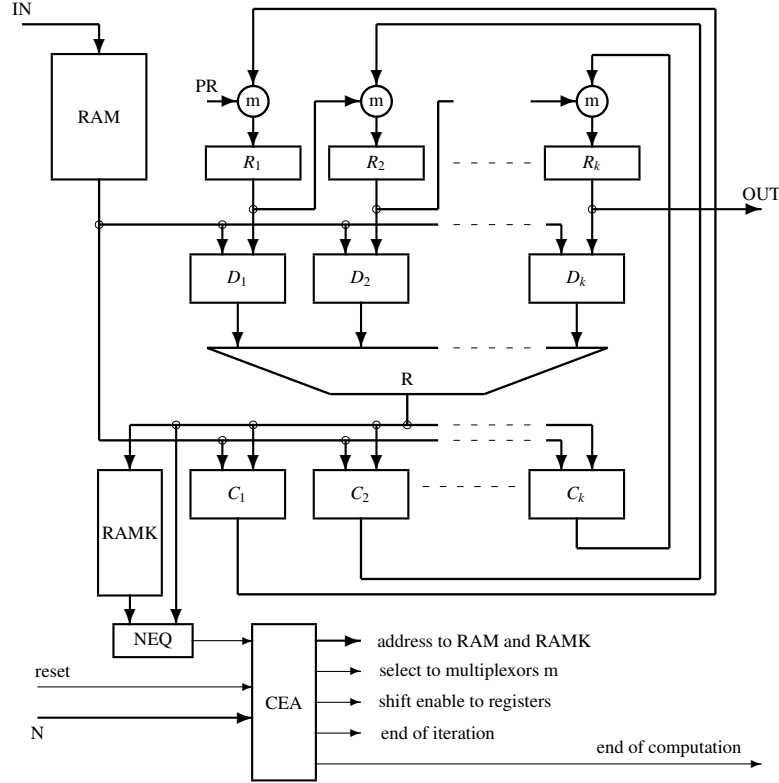 IN
RAM
PR
m
m
m
R₁
R₂
Rₖ
OUT
D₁
D₂
Dₖ
R
RAMK
C₁
C₂
Cₖ
NEQ
reset
N
CEA
address to RAM and RAMK
select to multiplexors m
shift enable to registers
end of iteration
end of computation